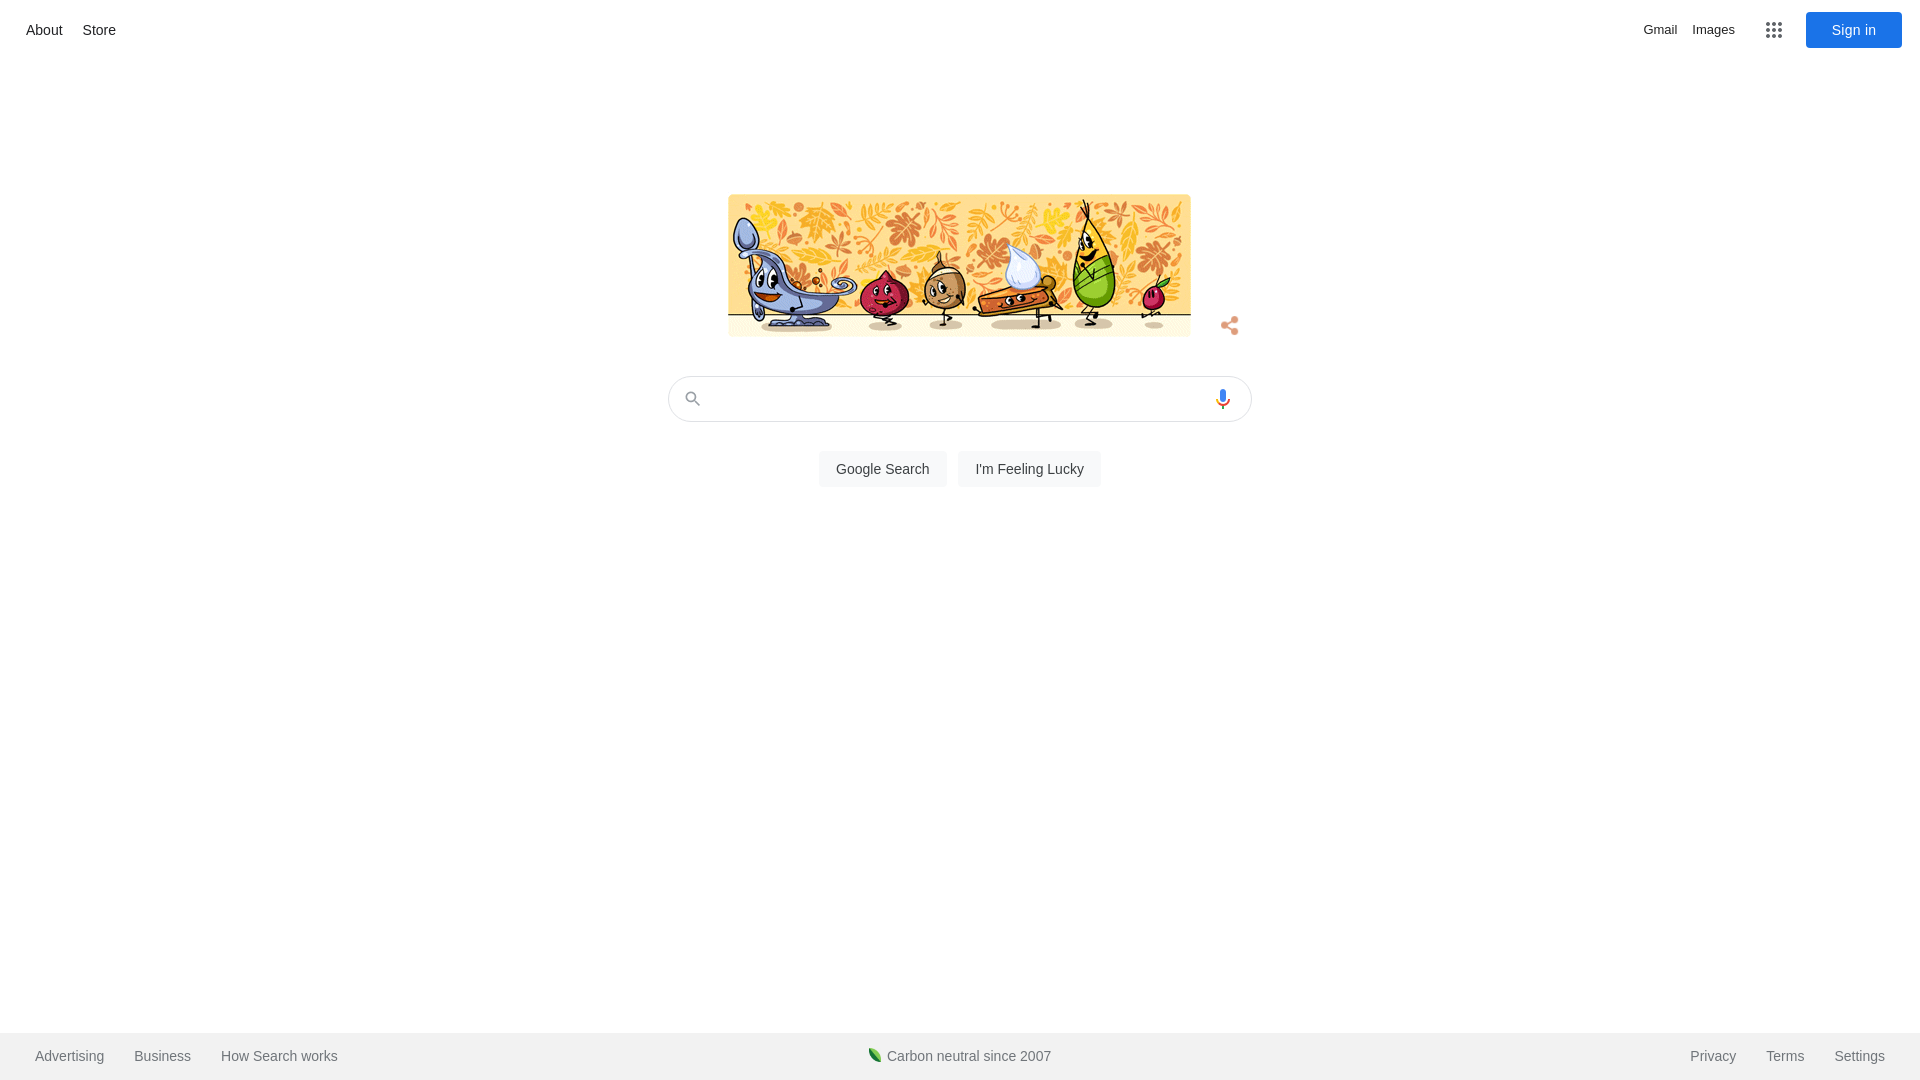 About Store Gmail Images Sign in
Google Search I'm Feeling Lucky
Advertising Business How Search works Carbon neutral since 2007 Privacy Terms Settings